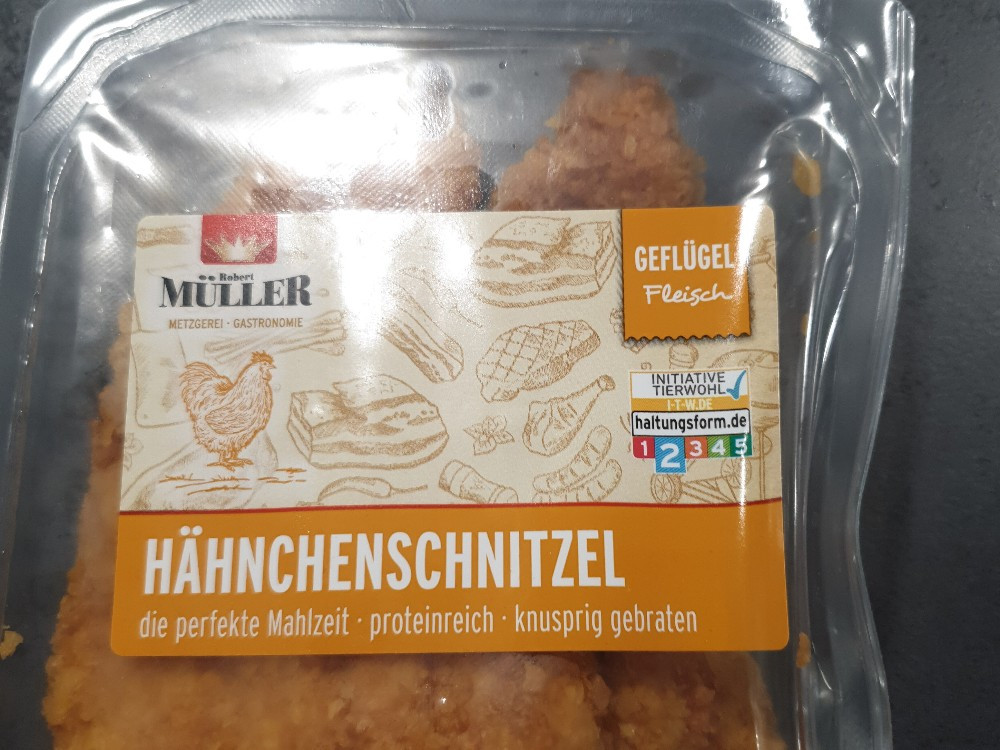 Robert
MÜLLER
METZGEREI · GASTRONOMIE
GEFLÜGEL
Fleisch
INITIATIVE
TIERWOHL
I-T-W.DE
haltungsform.de
1 2 3 4 5
HÄHNCHENSCHNITZEL
die perfekte Mahlzeit · proteinreich · knusprig gebraten